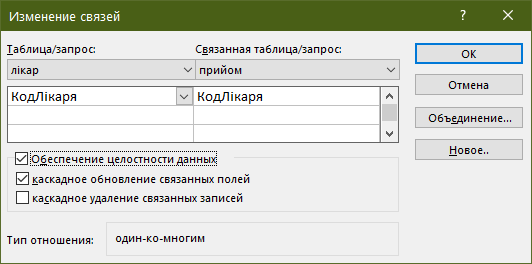 Изменение связей
Таблица/запрос: Связанная таблица/запрос:
лікар прийом
КодЛікаря КодЛікаря
Обеспечение целостности данных
каскадное обновление связанных полей
каскадное удаление связанных записей
Тип отношения: один-ко-многим
ОК
Отмена
Объединение...
Новое..